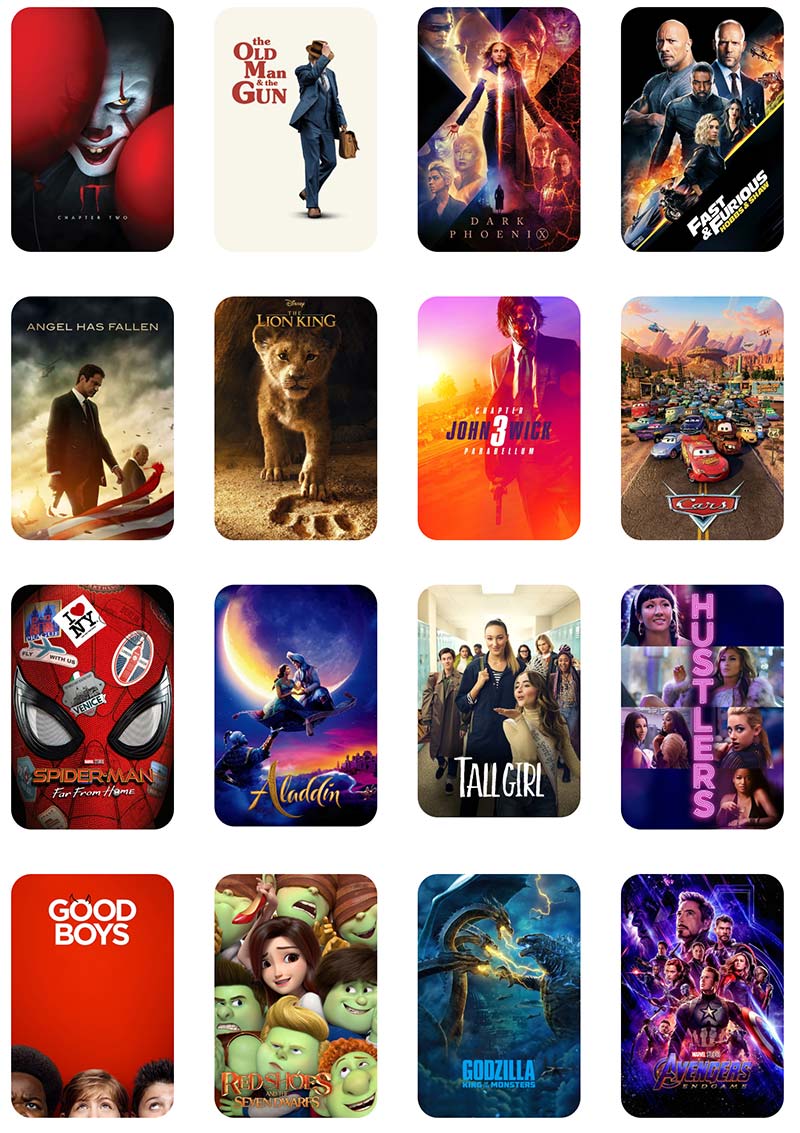 IT
CHAPTER TWO
the
OLD
MAN
& the
GUN
DARK
PHOENIX
FAST
& FURIOUS
HOBBS & SHAW
ANGEL HAS FALLEN
Disney
THE
LION KING
CHAPTER
JOHN 3 WICK
PARABELLUM
Cars
I ♥
NY
FLY WITH US
VENICE
MARVEL STUDIOS
SPIDER-MAN
Far From Home
Aladdin
TALL GIRL
HUSTLERS
GOOD
BOYS
RED SHOES
AND THE
SEVEN DWARFS
GODZILLA
KING OF THE MONSTERS
MARVEL STUDIOS
AVENGERS
ENDGAME